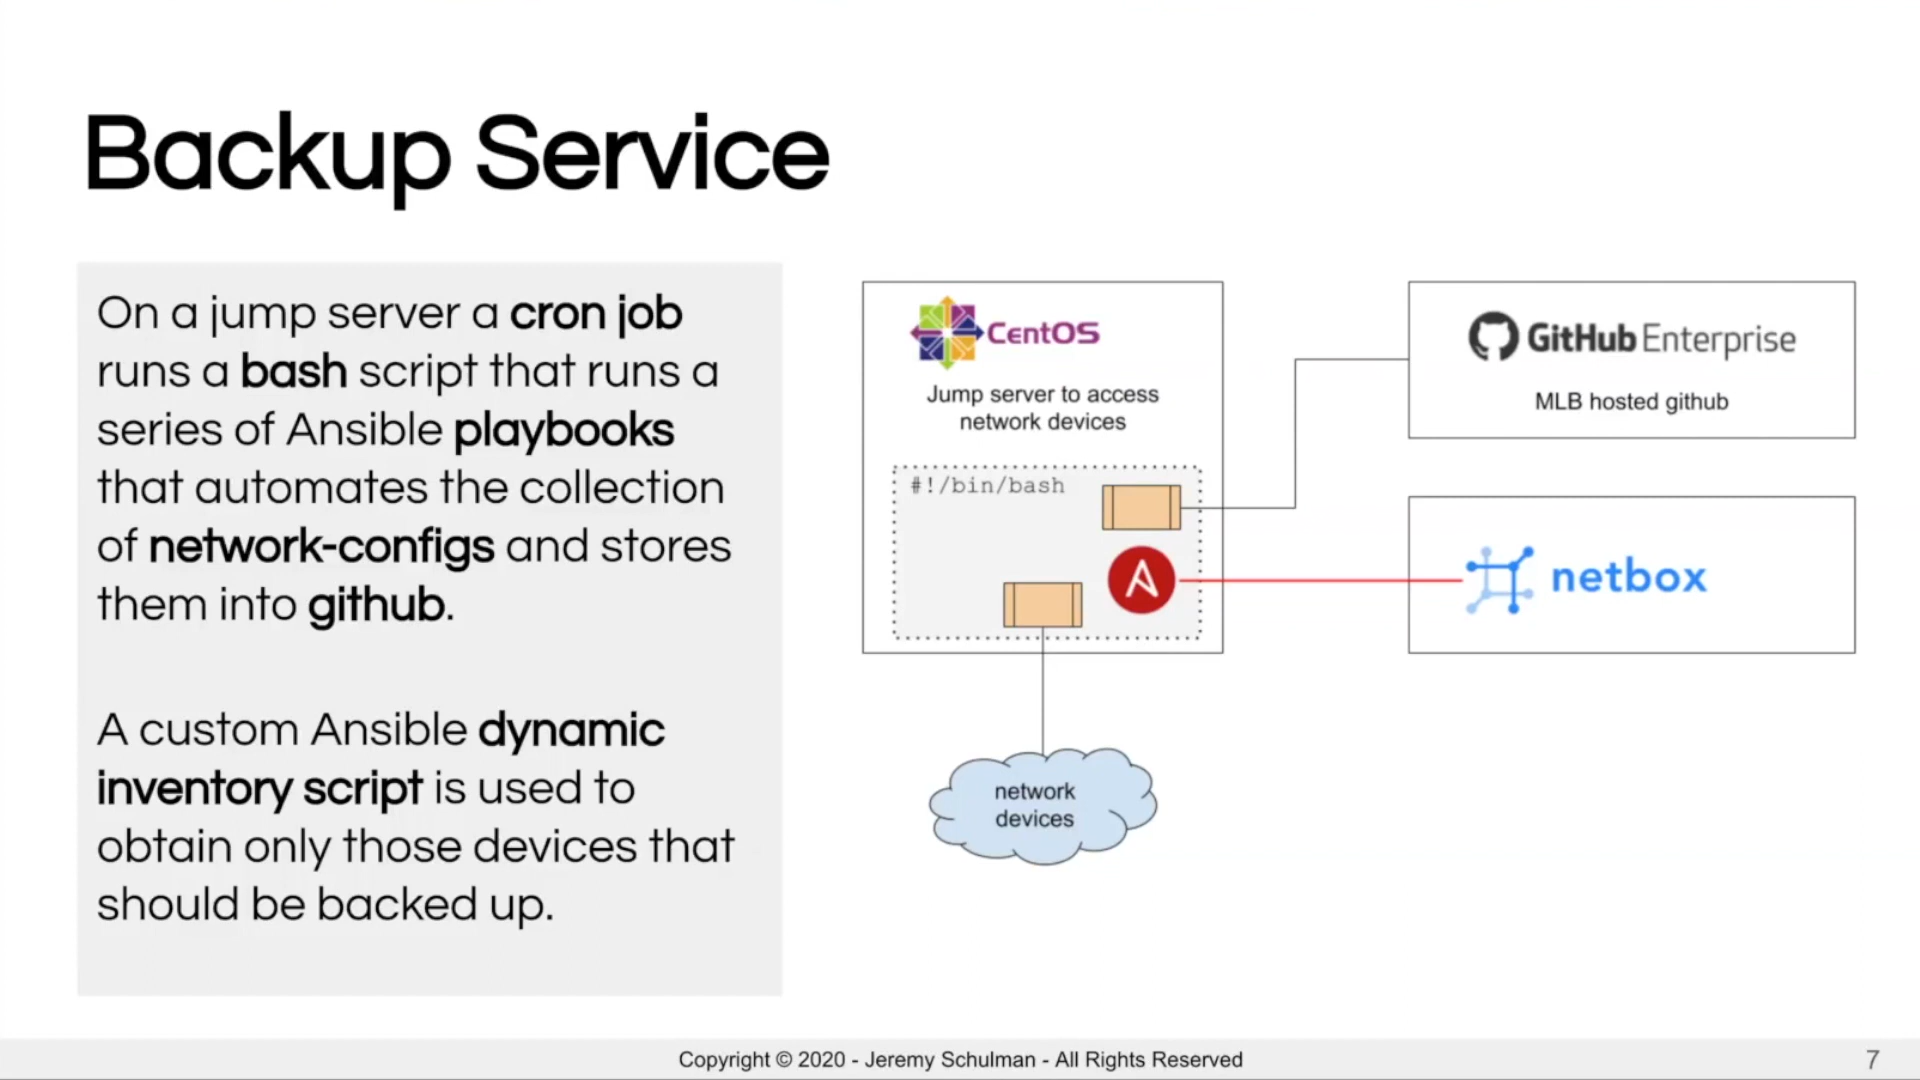 Backup Service
On a jump server a cron job
runs a bash script that runs a
series of Ansible playbooks
that automates the collection
of network-configs and stores
them into github.
A custom Ansible dynamic
inventory script is used to
obtain only those devices that
should be backed up.
CentOS
Jump server to access
network devices
#!/bin/bash
A
network
devices
GitHub Enterprise
MLB hosted github
netbox
Copyright © 2020 - Jeremy Schulman - All Rights Reserved
7